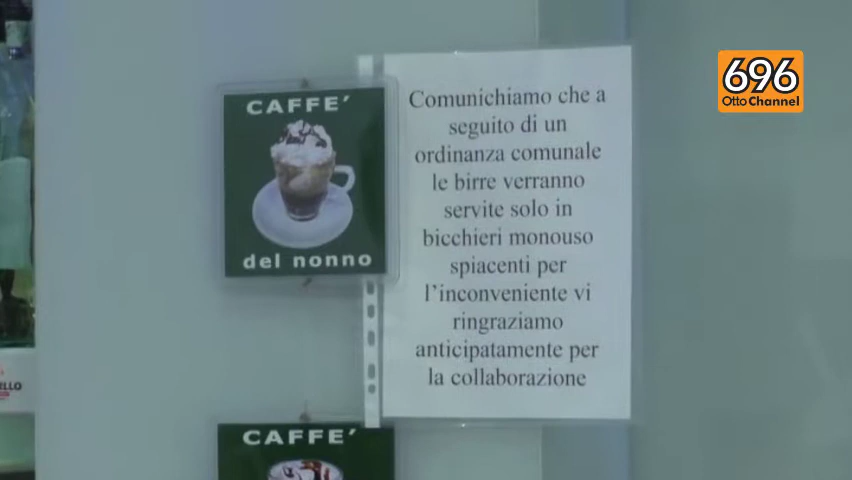 696
Otto Channel
CAFFE'
del nonno
Comunichiamo che a
seguito di un
ordinanza comunale
le birre verranno
servite solo in
bicchieri monouso
spiacenti per
l'inconveniente vi
ringraziamo
anticipatamente per
la collaborazione
CAFFE'